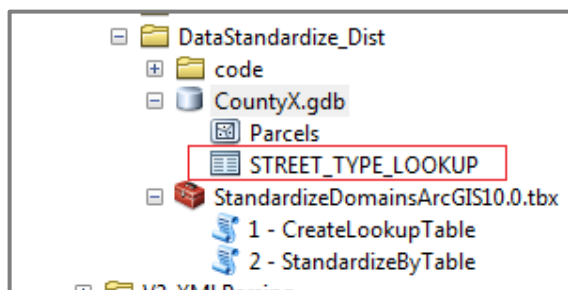 DataStandardize_Dist
code
CountyX.gdb
Parcels
STREET_TYPE_LOOKUP
StandardizeDomainsArcGIS10.0.tbx
1 - CreateLookupTable
2 - StandardizeByTable